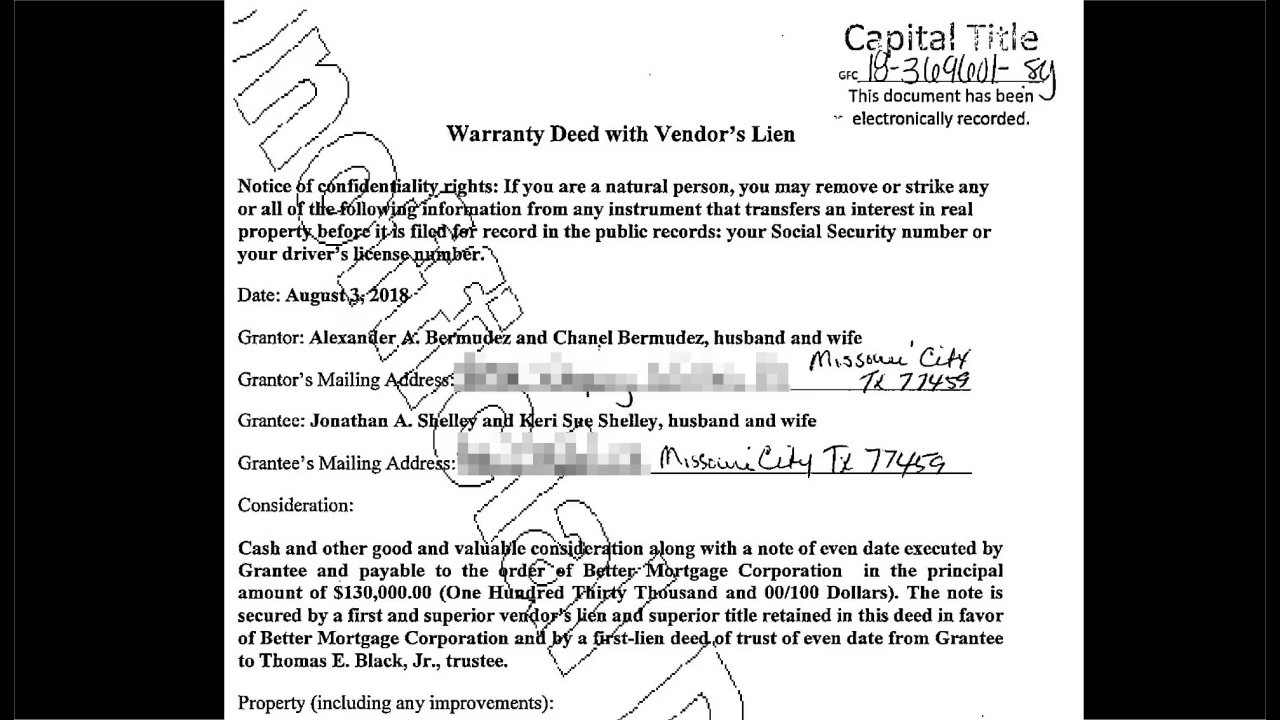 Capital Title
GFC 18-369601-SY
This document has been
electronically recorded.
Warranty Deed with Vendor's Lien
Notice of confidentiality rights: If you are a natural person, you may remove or strike any
or all of the following information from any instrument that transfers an interest in real
property before it is filed for record in the public records: your Social Security number or
your driver's license number.
Date: August 3, 2018
Grantor: Alexander A. Bermudez and Chanel Bermudez, husband and wife
Grantor's Mailing Address: Missouri City
TX 77459
Grantee: Jonathan A. Shelley and Keri Sue Shelley, husband and wife
Grantee's Mailing Address: Missouri City Tx 77459
Consideration:
Cash and other good and valuable consideration along with a note of even date executed by
Grantee and payable to the order of Better Mortgage Corporation in the principal
amount of $130,000.00 (One Hundred Thirty Thousand and 00/100 Dollars). The note is
secured by a first and superior vendor's lien and superior title retained in this deed in favor
of Better Mortgage Corporation and by a first-lien deed of trust of even date from Grantee
to Thomas E. Black, Jr., trustee.
Property (including any improvements):
Unofficial